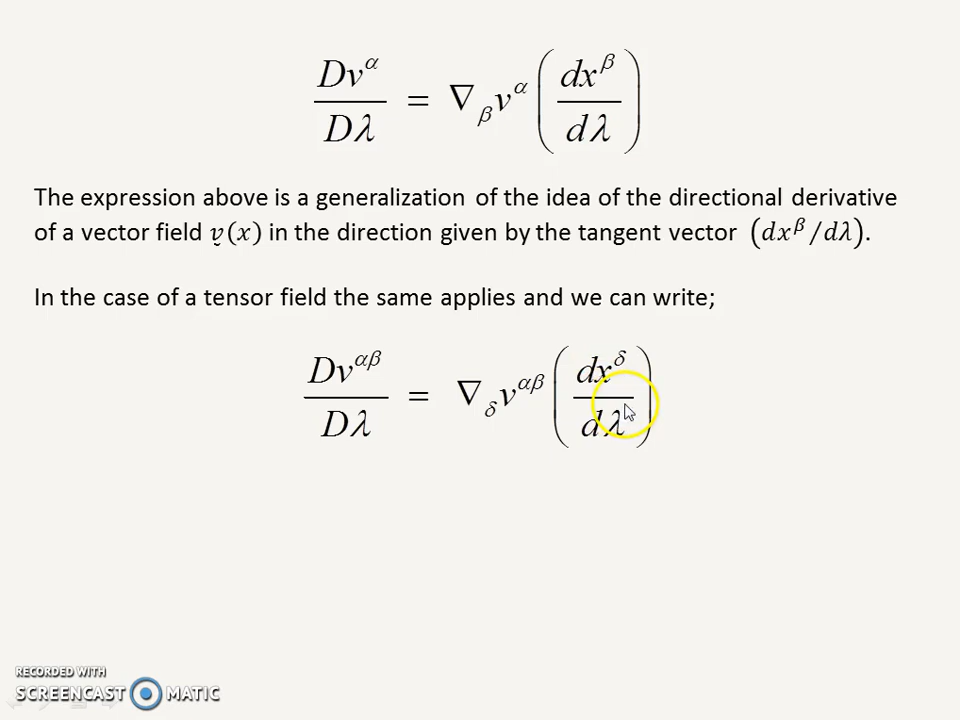 Dv^α/Dλ = ∇_β v^α (dx^β/dλ)
The expression above is a generalization of the idea of the directional derivative
of a vector field v(x) in the direction given by the tangent vector (dx^β/dλ).
In the case of a tensor field the same applies and we can write;
Dv^αβ/Dλ = ∇_δ v^αβ (dx^δ/dλ)
RECORDED WITH
SCREENCAST MATIC